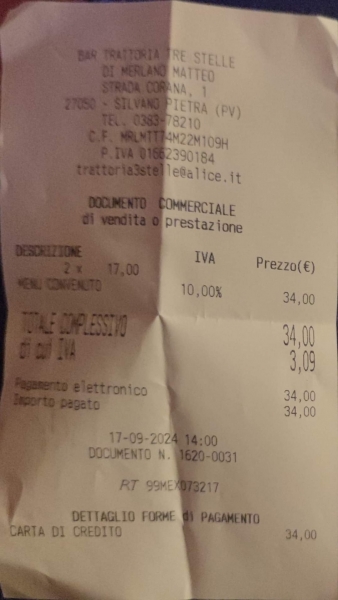 BAR TRATTORIA TRE STELLE
DI MERLANO MATTEO
STRADA CORANA, 1
27050 - SILVANO PIETRA (PV)
TEL. 0383-78210
C.F. MRLMTT74M22M109H
P.IVA 01662390184
trattoria3stelle@alice.it
DOCUMENTO COMMERCIALE
di vendita o prestazione
DESCRIZIONE IVA Prezzo(€)
2 x 17,00
MENU CONVENUTO 10,00% 34,00
TOTALE COMPLESSIVO 34,00
di cui IVA 3,09
Pagamento elettronico 34,00
Importo pagato 34,00
17-09-2024 14:00
DOCUMENTO N. 1620-0031
RT 99MEX073217
DETTAGLIO FORME di PAGAMENTO
CARTA DI CREDITO 34,00